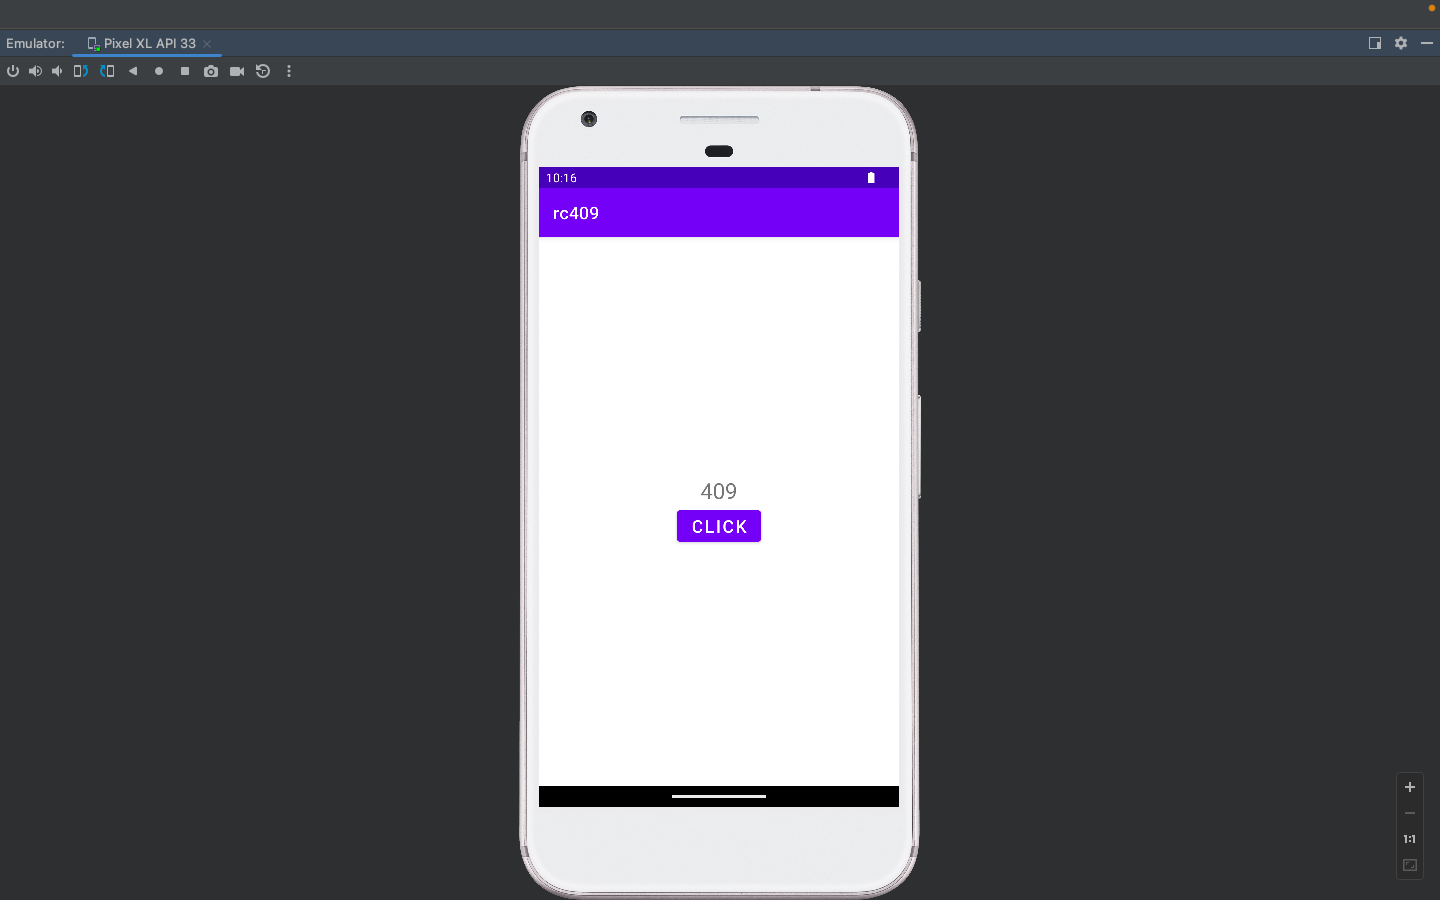 Emulator: Pixel XL API 33
10:16
rc409
409
CLICK
1:1